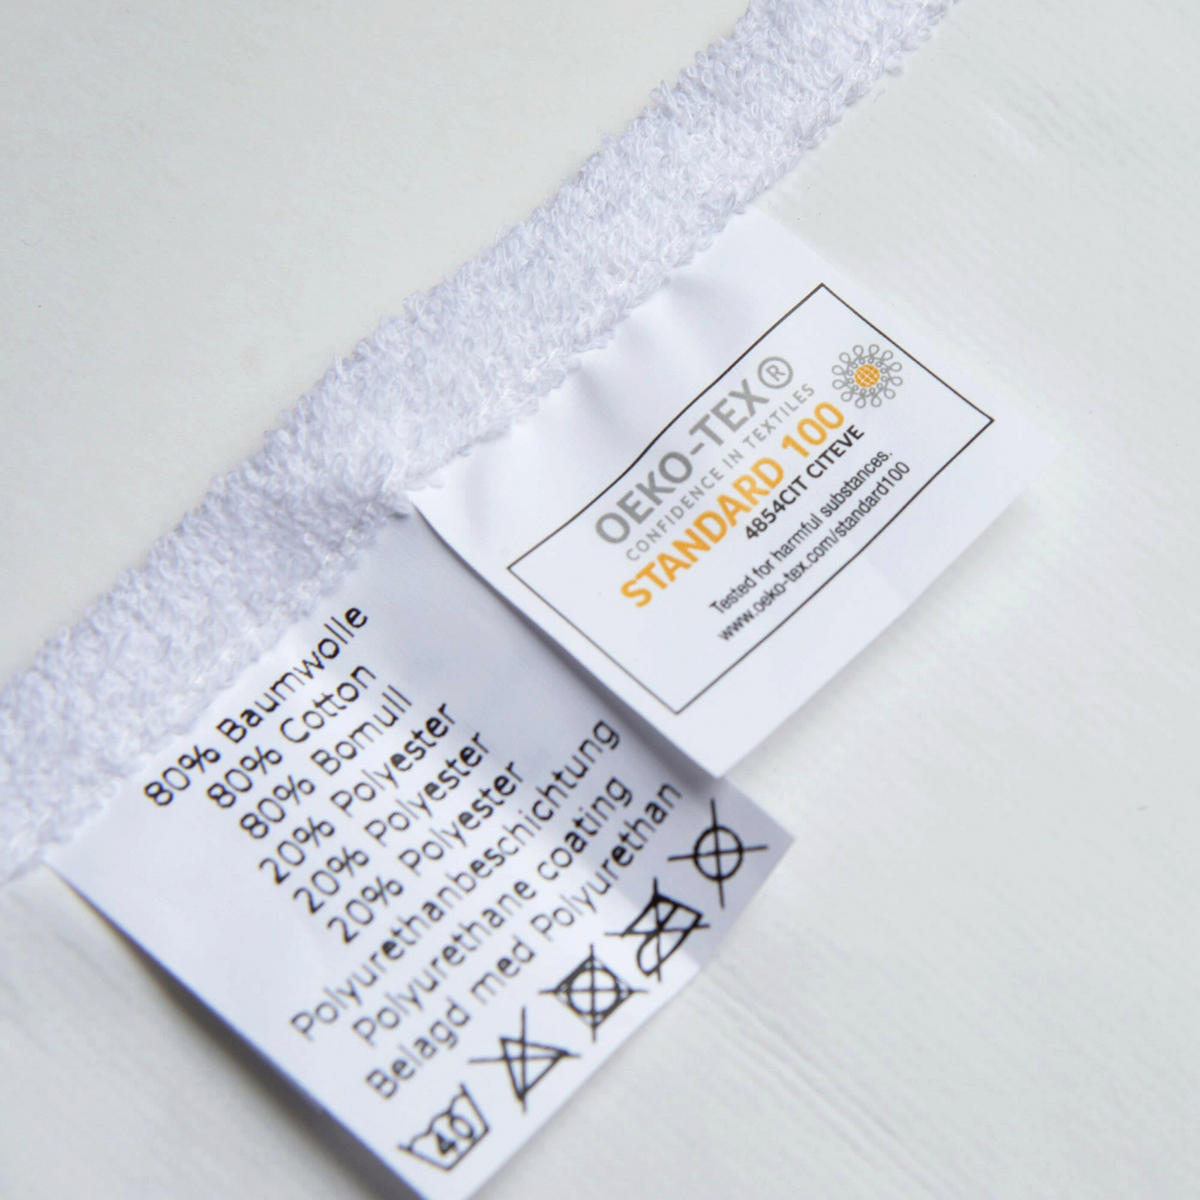 OEKO-TEX®
CONFIDENCE IN TEXTILES
STANDARD 100
4854CIT CITEVE
Tested for harmful substances.
www.oeko-tex.com/standard100
80% Baumwolle
80% Cotton
80% Bomull
20% Polyester
20% Polyester
20% Polyester
Polyurethanbeschichtung
Polyurethane coating
Belagd med Polyurethan
40